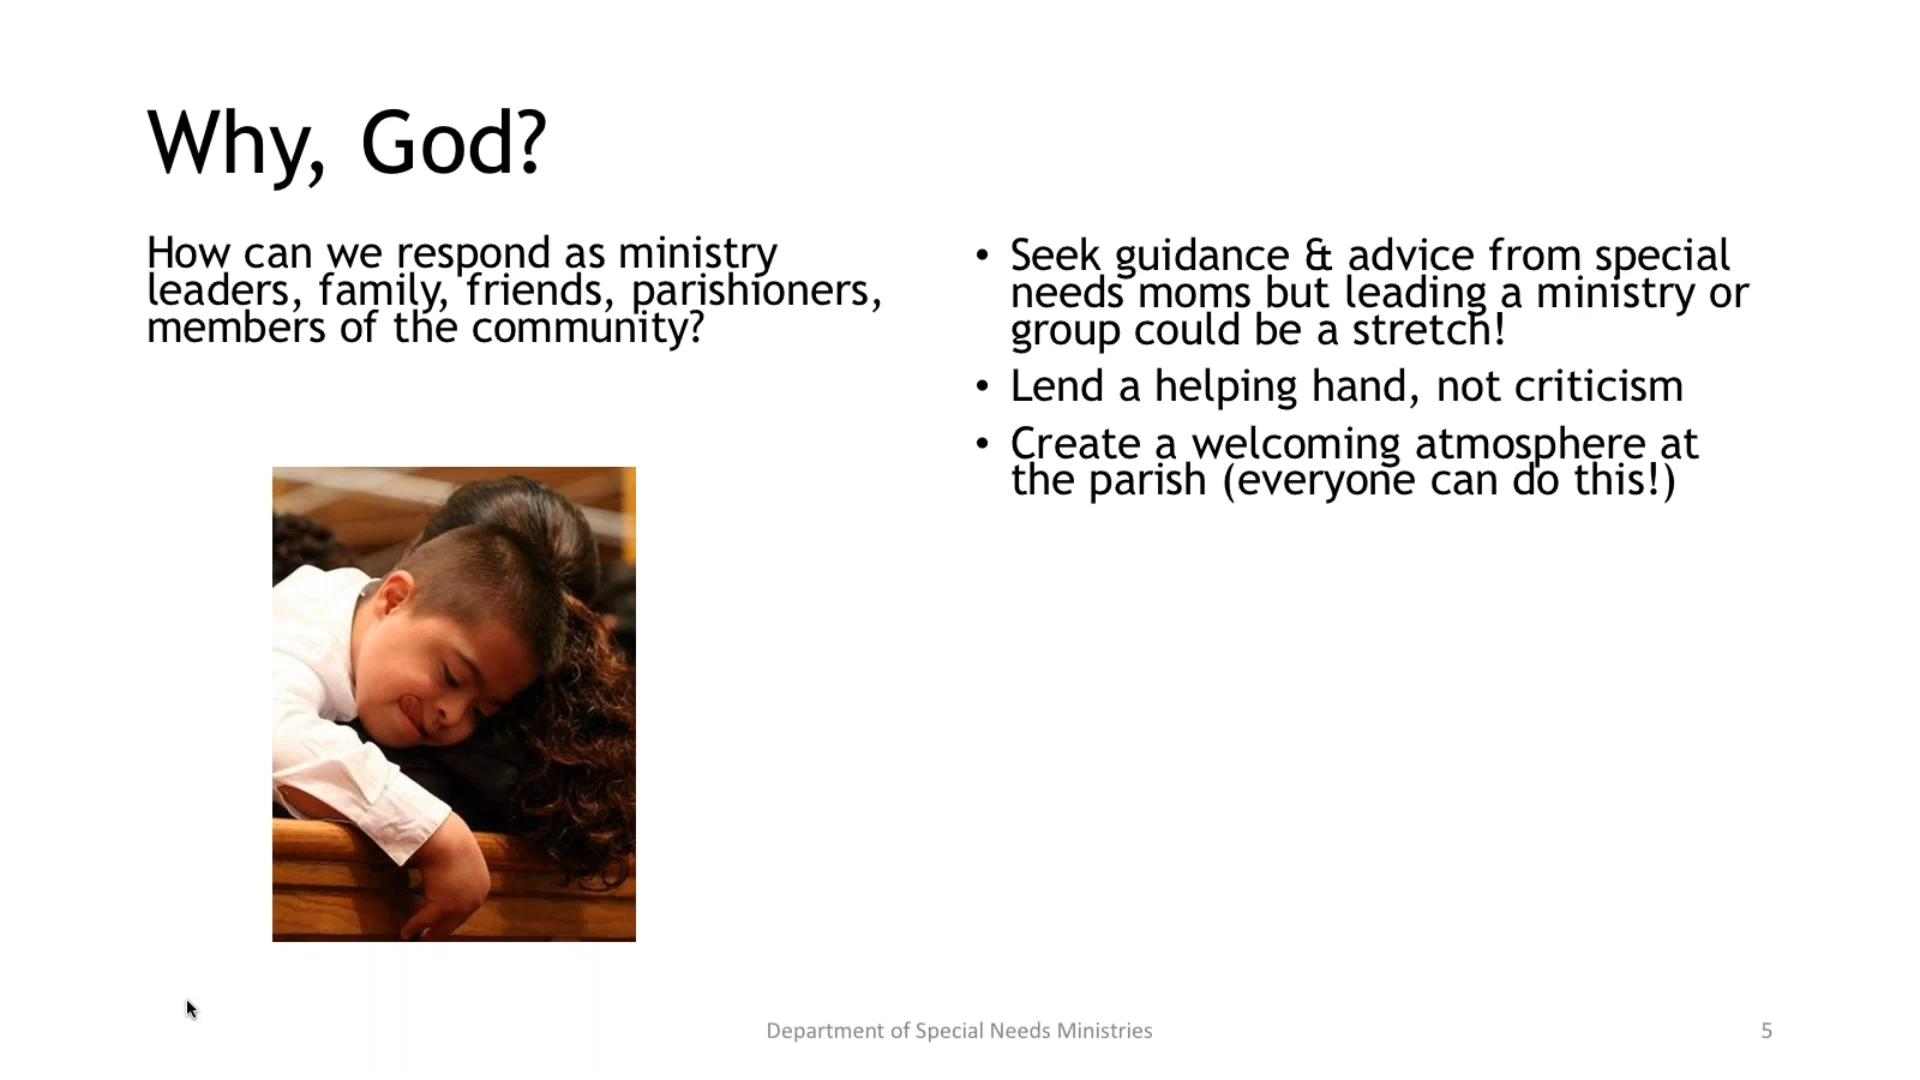 Why, God?
How can we respond as ministry
leaders, family, friends, parishioners,
members of the community?
• Seek guidance & advice from special
needs moms but leading a ministry or
group could be a stretch!
• Lend a helping hand, not criticism
• Create a welcoming atmosphere at
the parish (everyone can do this!)
Department of Special Needs Ministries
5